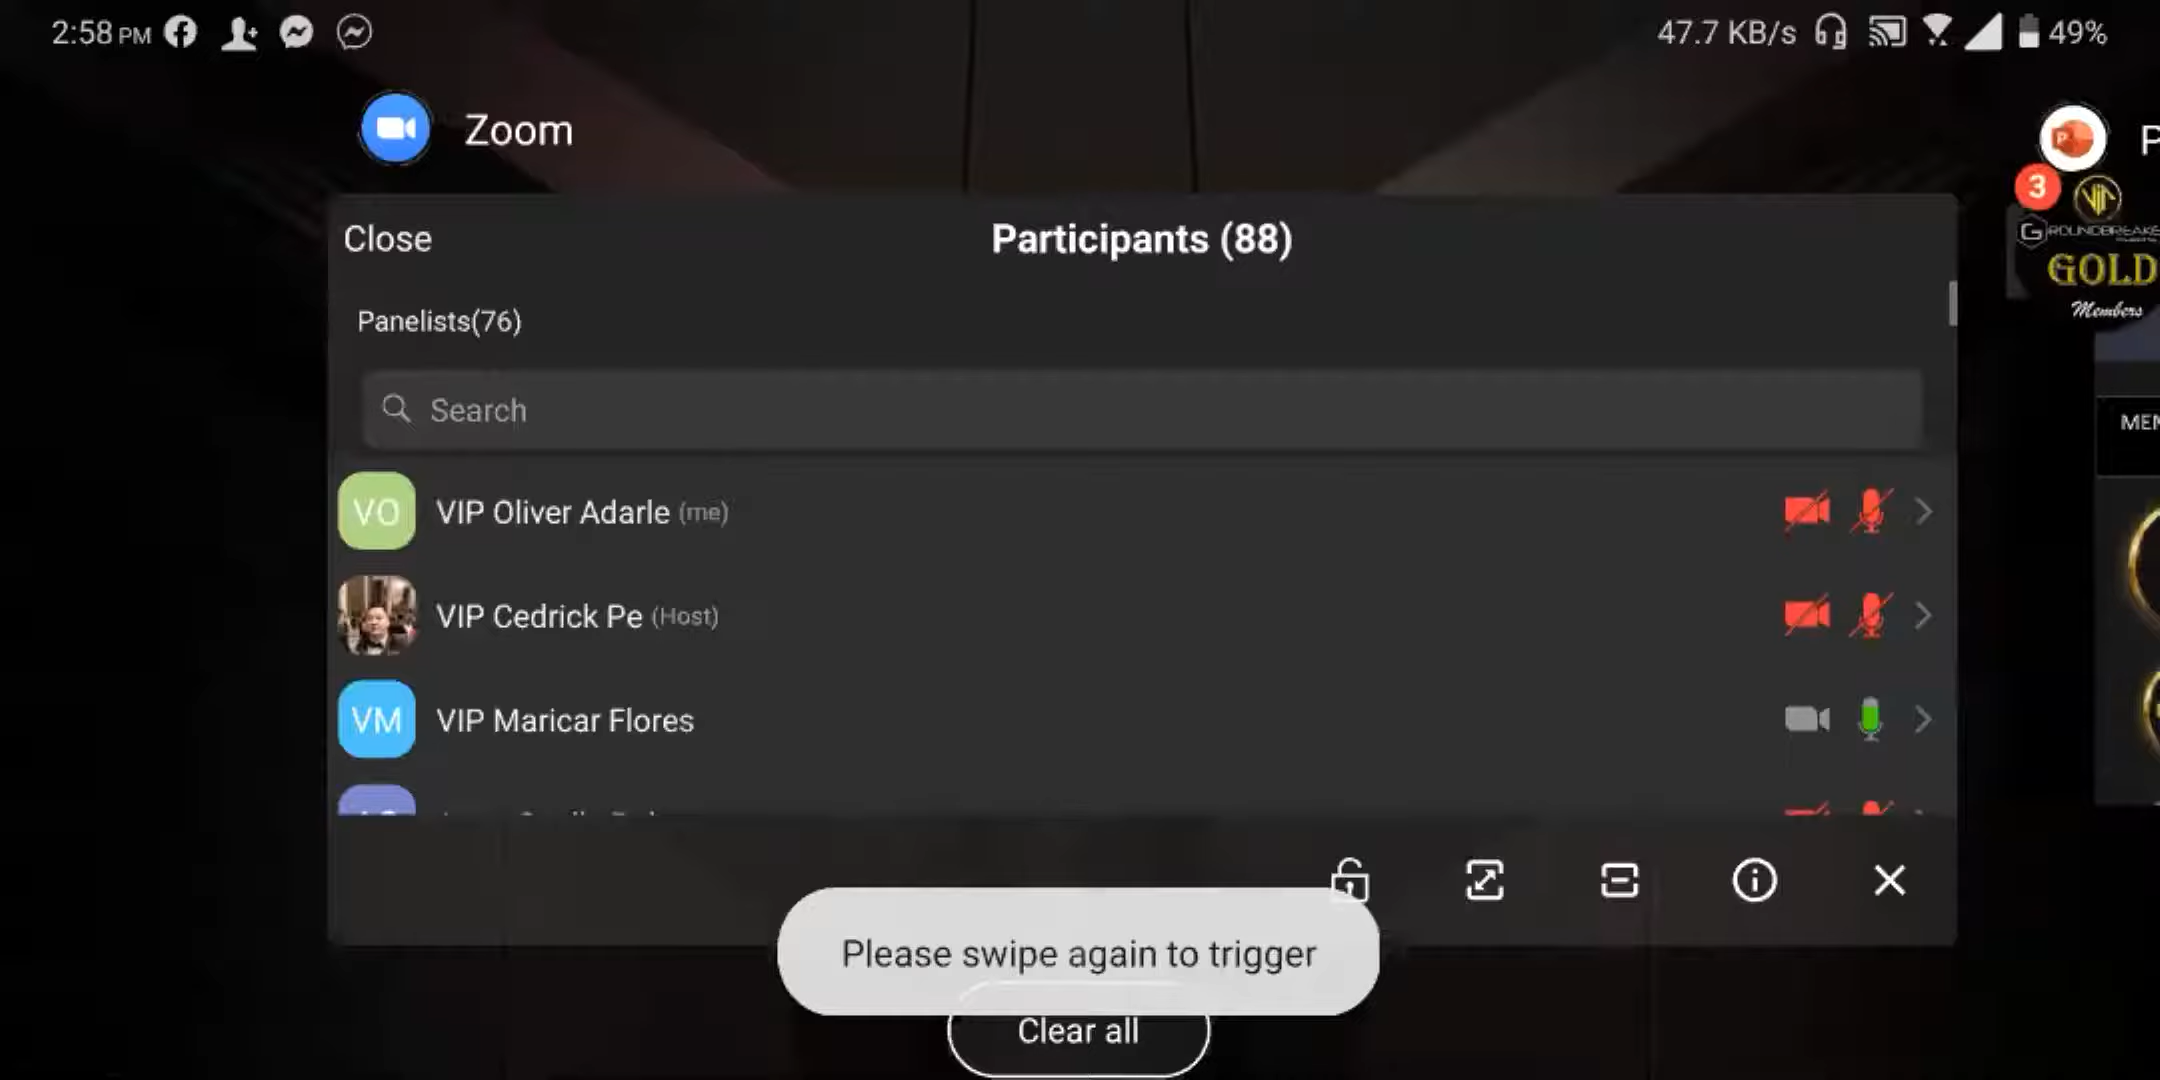 2:58 PM
47.7 KB/s
49%
Zoom
P
3
GROUNDBREAKE
GOLD
Members
Close
Participants (88)
Panelists(76)
Search
VO
VIP Oliver Adarle (me)
VIP Cedrick Pe (Host)
VM
VIP Maricar Flores
Please swipe again to trigger
Clear all